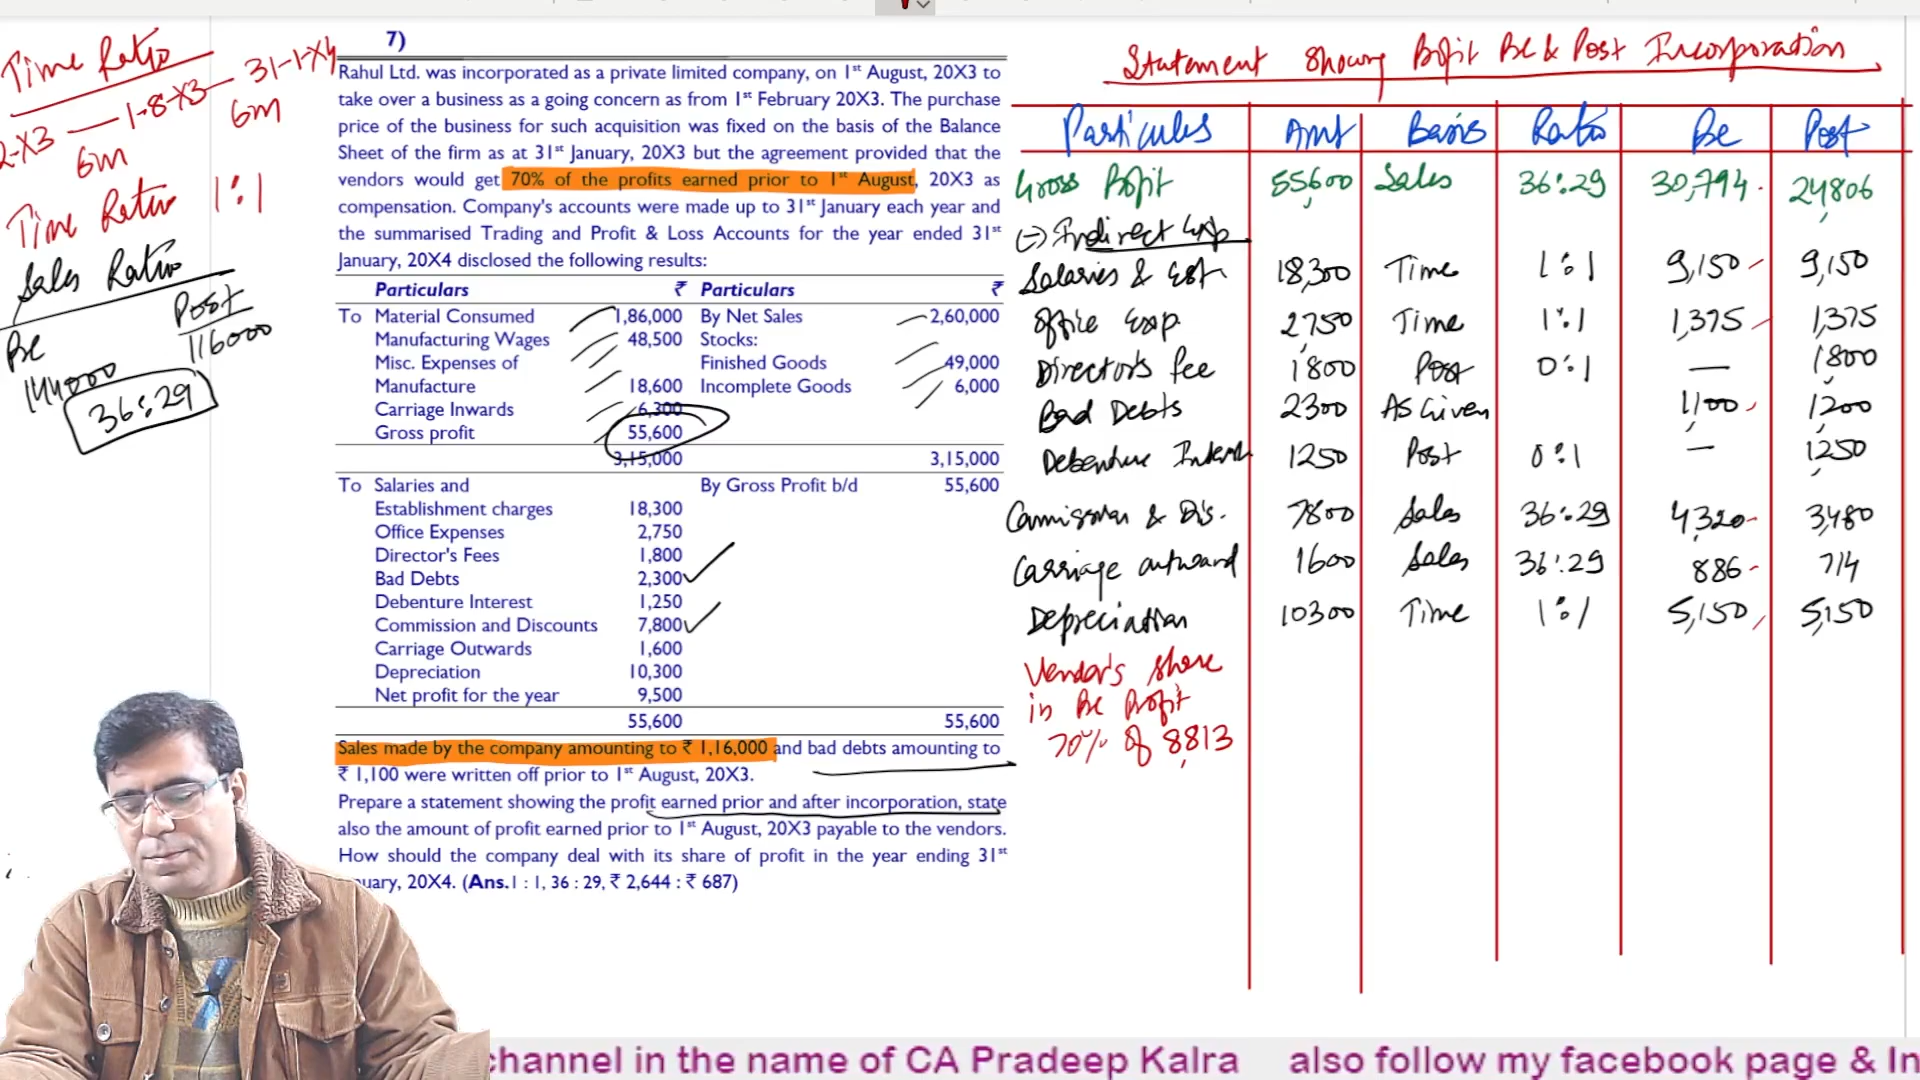 7)
Rahul Ltd. was incorporated as a private limited company, on 1st August, 20X3 to
take over a business as a going concern as from 1st February 20X3. The purchase
price of the business for such acquisition was fixed on the basis of the Balance
Sheet of the firm as at 31st January, 20X3 but the agreement provided that the
vendors would get 70% of the profits earned prior to 1st August, 20X3 as
compensation. Company's accounts were made up to 31st January each year and
the summarised Trading and Profit & Loss Accounts for the year ended 31st
January, 20X4 disclosed the following results:
Particulars ₹ Particulars ₹
To Material Consumed 1,86,000 By Net Sales 2,60,000
Manufacturing Wages 48,500 Stocks:
Misc. Expenses of Finished Goods 49,000
Manufacture 18,600 Incomplete Goods 6,000
Carriage Inwards 6,300
Gross profit 55,600
3,15,000 3,15,000
To Salaries and By Gross Profit b/d 55,600
Establishment charges 18,300
Office Expenses 2,750
Director's Fees 1,800
Bad Debts 2,300
Debenture Interest 1,250
Commission and Discounts 7,800
Carriage Outwards 1,600
Depreciation 10,300
Net profit for the year 9,500
55,600 55,600
Sales made by the company amounting to ₹ 1,16,000 and bad debts amounting to
₹ 1,100 were written off prior to 1st August, 20X3.
Prepare a statement showing the profit earned prior and after incorporation, state
also the amount of profit earned prior to 1st August, 20X3 payable to the vendors.
How should the company deal with its share of profit in the year ending 31st
nuary, 20X4. (Ans.1 : 1, 36 : 29, ₹ 2,644 : ₹ 687)
Time Ratio
2-X3 — 1-8-X3 — 31-1-X4
6m 6m
Time Ratio 1:1
Sales Ratio
Pre Post
144000 116000
36:29
Statement Showing Profit Pre & Post Incorporation
Particulars Amt Basis Ratio Pre Post
Gross Profit 55600 Sales 36:29 30,794 24,806
(-) Indirect Exp
Salaries & Est. 18,300 Time 1:1 9,150 9,150
Office Exp. 2,750 Time 1:1 1,375 1,375
Director's fee 1800 Post 0:1 — 1,800
Bad Debts 2300 As Given 1,100 1,200
Debenture Interest 1250 Post 0:1 — 1,250
Commission & Dis. 7800 Sales 36:29 4,320 3,480
Carriage outward 1600 Sales 36:29 886 714
Depreciation 10300 Time 1:1 5,150 5,150
Vendor's share
in Pre Profit
70% of 8,813
channel in the name of CA Pradeep Kalra also follow my facebook page & In